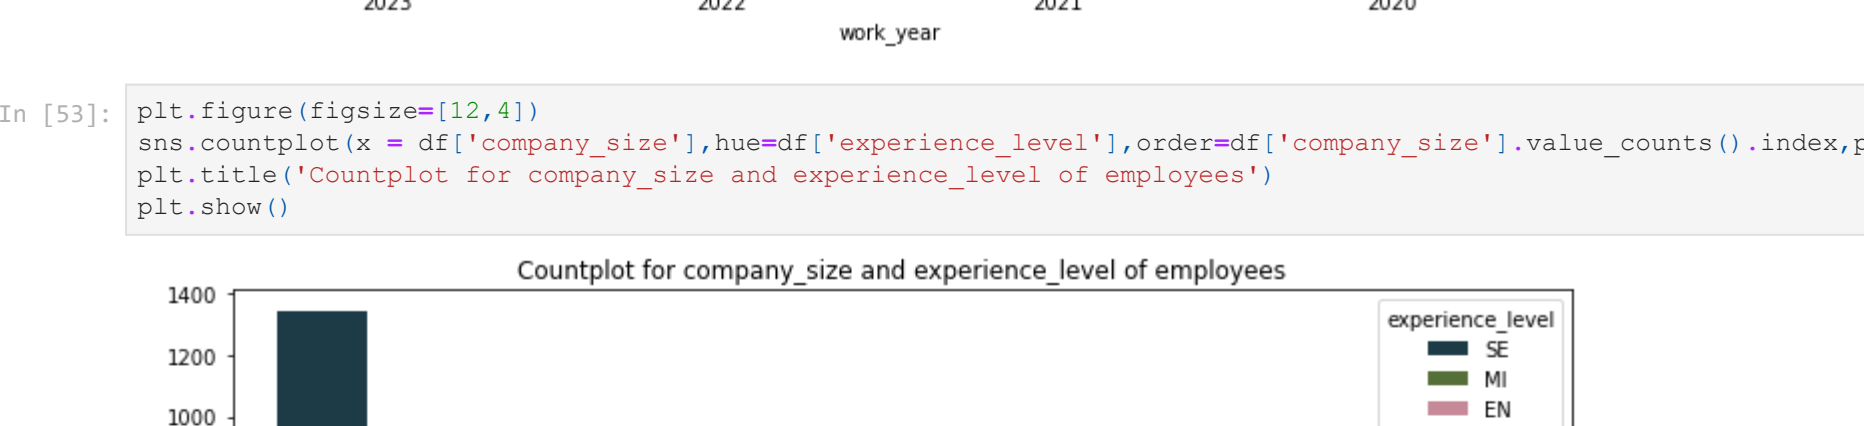 2023 2022 2021 2020
work_year
In [53]:
plt.figure(figsize=[12,4])
sns.countplot(x = df['company_size'],hue=df['experience_level'],order=df['company_size'].value_counts().index,p
plt.title('Countplot for company_size and experience_level of employees')
plt.show()
Countplot for company_size and experience_level of employees
1400
1200
1000
experience_level
SE
MI
EN